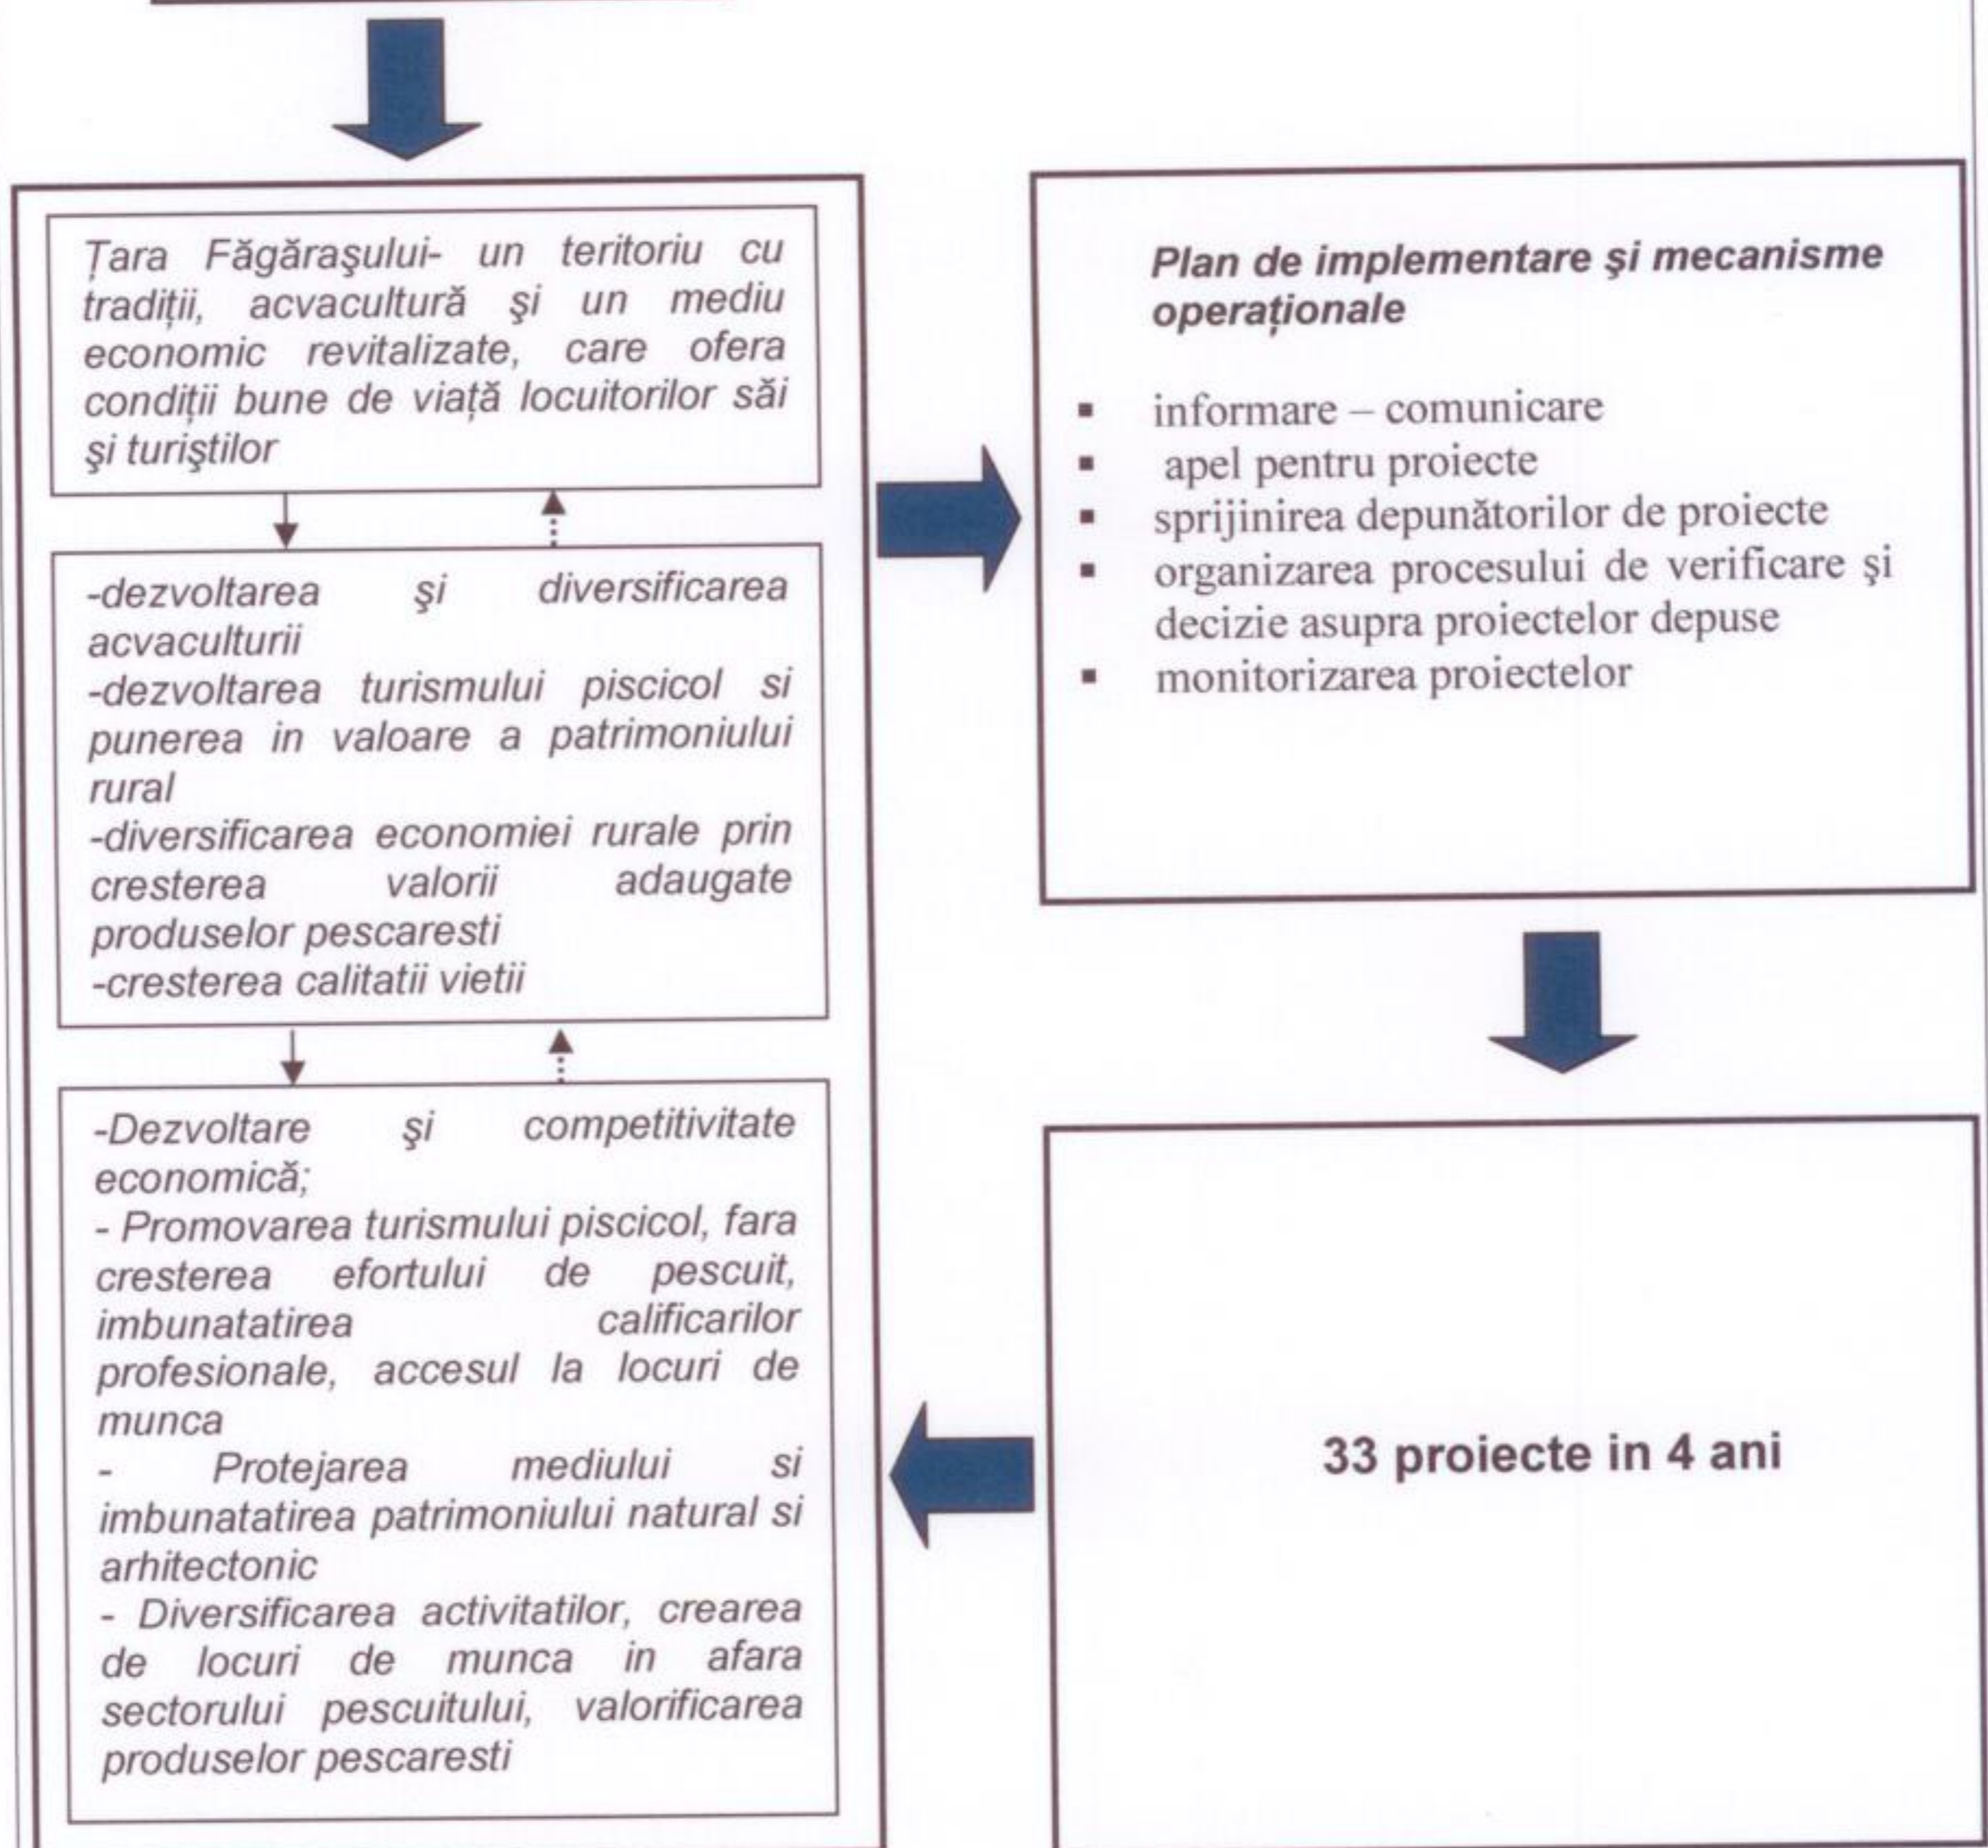 Țara Făgăraşului- un teritoriu cu
tradiții, acvacultură şi un mediu
economic revitalizate, care ofera
condiții bune de viață locuitorilor săi
şi turiştilor
-dezvoltarea şi diversificarea
acvaculturii
-dezvoltarea turismului piscicol si
punerea in valoare a patrimoniului
rural
-diversificarea economiei rurale prin
cresterea valorii adaugate
produselor pescaresti
-cresterea calitatii vietii
-Dezvoltare şi competitivitate
economică;
- Promovarea turismului piscicol, fara
cresterea efortului de pescuit,
imbunatatirea calificarilor
profesionale, accesul la locuri de
munca
- Protejarea mediului si
imbunatatirea patrimoniului natural si
arhitectonic
- Diversificarea activitatilor, crearea
de locuri de munca in afara
sectorului pescuitului, valorificarea
produselor pescaresti
Plan de implementare şi mecanisme
operaționale
▪ informare – comunicare
▪ apel pentru proiecte
▪ sprijinirea depunătorilor de proiecte
▪ organizarea procesului de verificare şi
decizie asupra proiectelor depuse
▪ monitorizarea proiectelor
33 proiecte in 4 ani